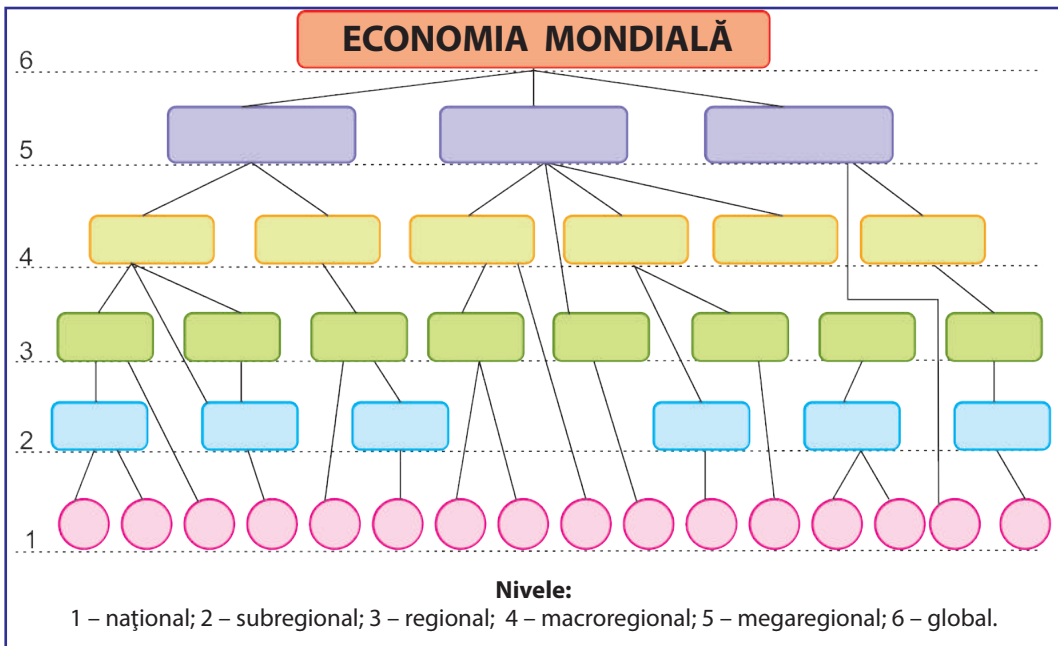 ECONOMIA MONDIALĂ
6
5
4
3
2
1
Nivele:
1 – naţional; 2 – subregional; 3 – regional; 4 – macroregional; 5 – megaregional; 6 – global.